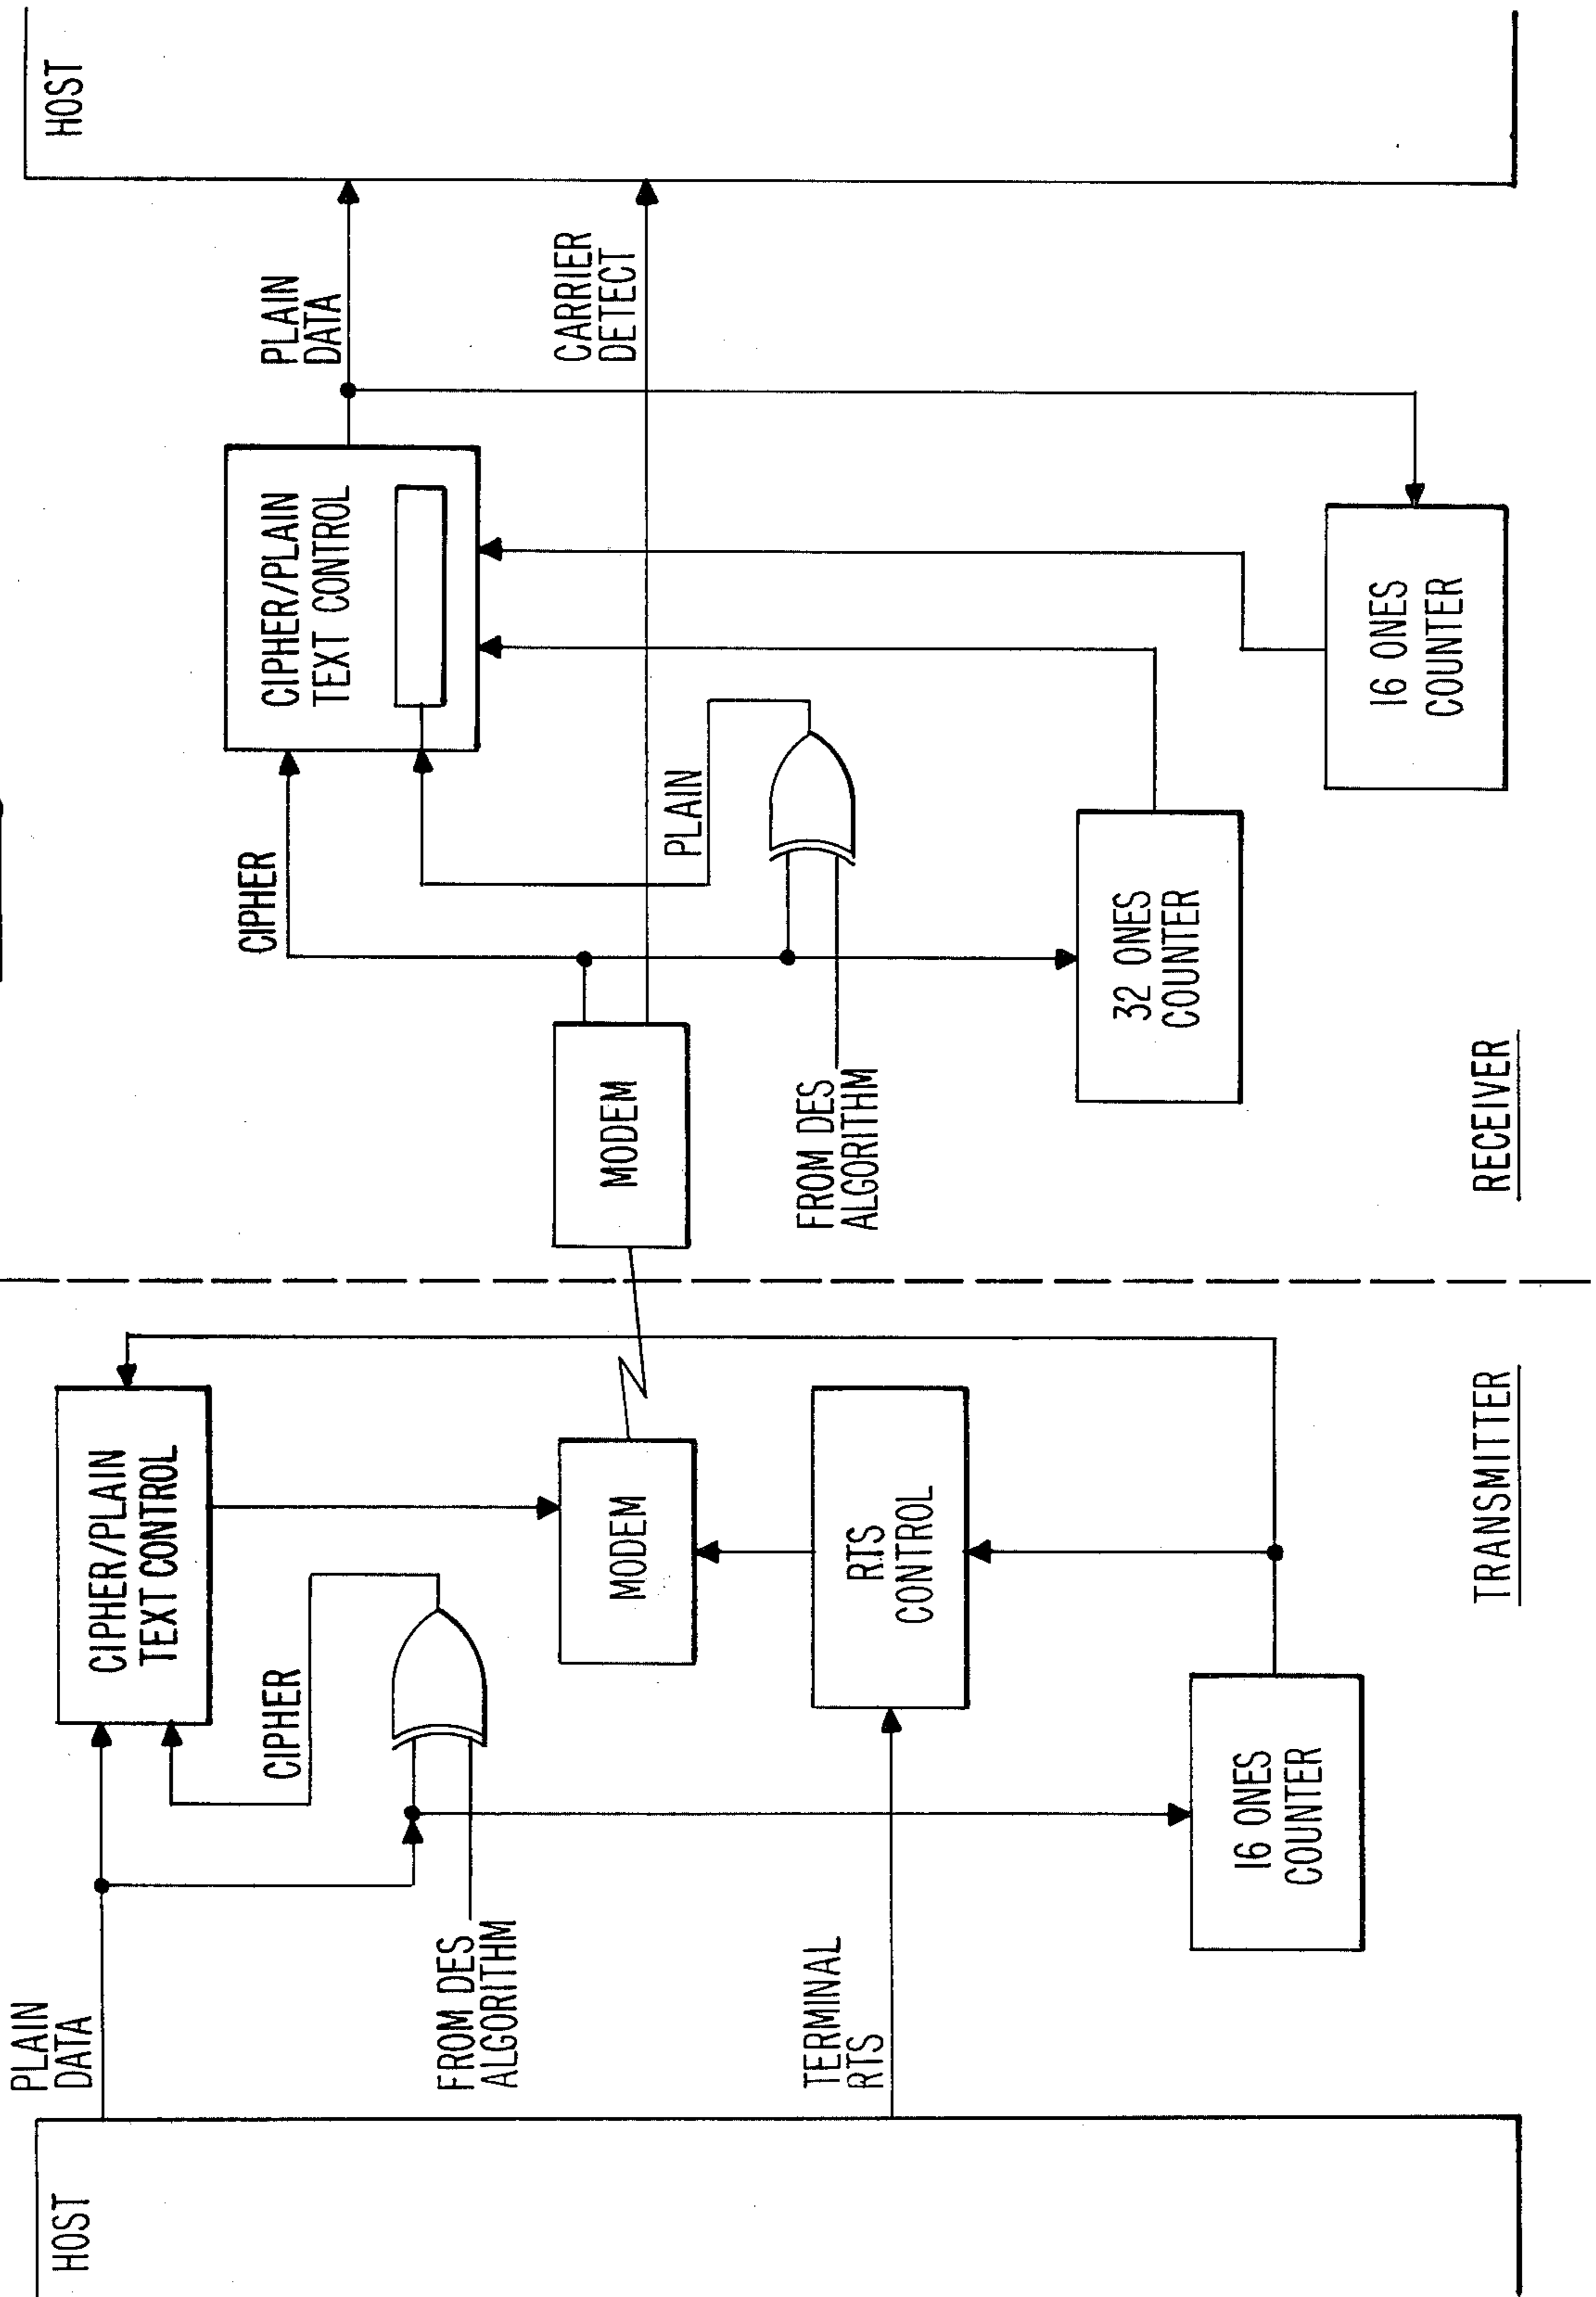 HOST
PLAIN
DATA
CIPHER/PLAIN
TEXT CONTROL
CIPHER
FROM DES
ALGORITHM
MODEM
TERMINAL
RTS
RTS
CONTROL
16 ONES
COUNTER
TRANSMITTER
HOST
PLAIN
DATA
CIPHER/PLAIN
TEXT CONTROL
CIPHER
CARRIER
DETECT
PLAIN
MODEM
FROM DES
ALGORITHM
32 ONES
COUNTER
16 ONES
COUNTER
RECEIVER